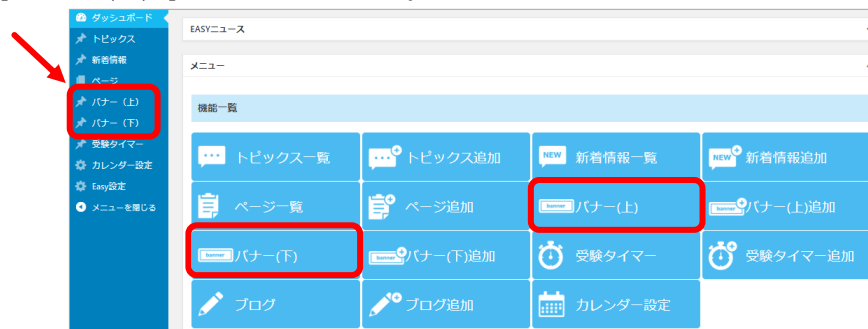 ダッシュボード
トピックス
新着情報
ページ
バナー（上）
バナー（下）
受験タイマー
カレンダー設定
Easy設定
メニューを閉じる
EASYニュース
メニュー
機能一覧
トピックス一覧
トピックス追加
NEW 新着情報一覧
NEW 新着情報追加
ページ一覧
ページ追加
banner バナー(上)
banner バナー(上)追加
banner バナー(下)
banner バナー(下)追加
受験タイマー
受験タイマー追加
ブログ
ブログ追加
カレンダー設定